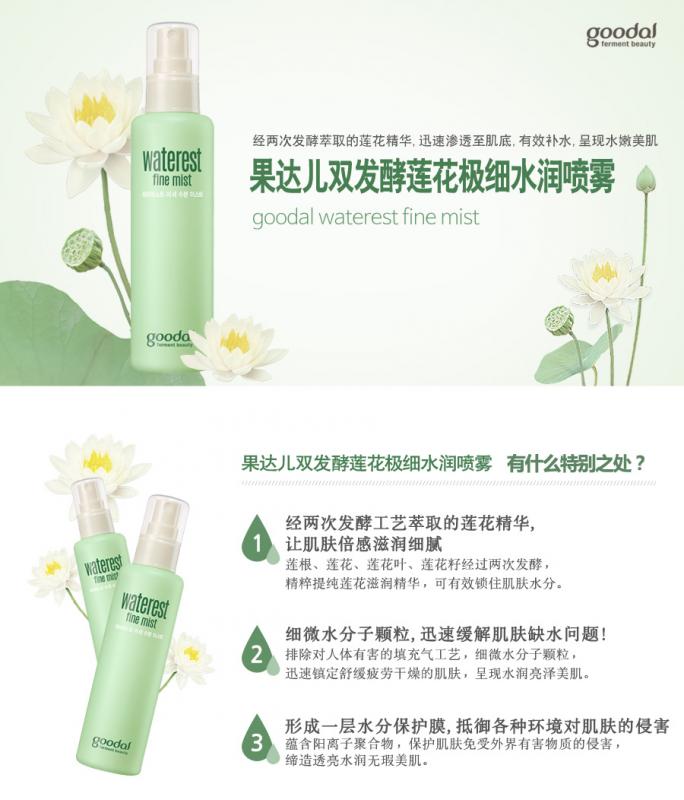 goodal
ferment beauty
waterest
fine mist
goodal
ferment beauty
经两次发酵萃取的莲花精华, 迅速渗透至肌底, 有效补水, 呈现水嫩美肌
果达儿双发酵莲花极细水润喷雾
goodal waterest fine mist
果达儿双发酵莲花极细水润喷雾 有什么特别之处？
waterest
fine mist
waterest
fine mist
goodal
ferment beauty
1
经两次发酵工艺萃取的莲花精华,
让肌肤倍感滋润细腻
莲根、莲花、莲花叶、莲花籽经过两次发酵，
精粹提纯莲花滋润精华，可有效锁住肌肤水分。
2
细微水分子颗粒, 迅速缓解肌肤缺水问题!
排除对人体有害的填充气工艺，细微水分子颗粒，
迅速镇定舒缓疲劳干燥的肌肤，呈现水润亮泽美肌。
3
形成一层水分保护膜, 抵御各种环境对肌肤的侵害
蕴含阳离子聚合物，保护肌肤免受外界有害物质的侵害，
缔造透亮水润无瑕美肌。